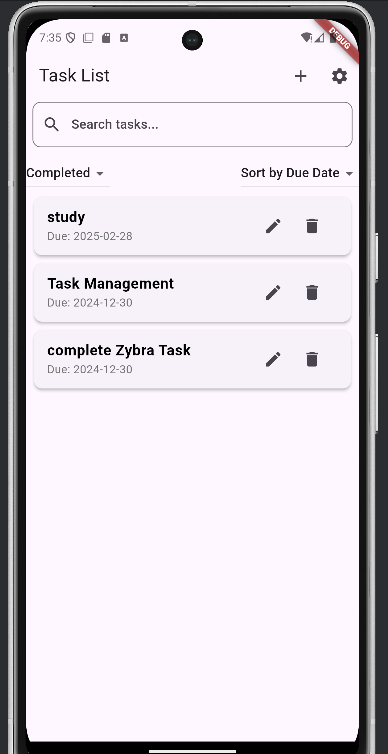 7:35
DEBUG
Task List
Search tasks...
Completed
Sort by Due Date
study
Due: 2025-02-28
Task Management
Due: 2024-12-30
complete Zybra Task
Due: 2024-12-30